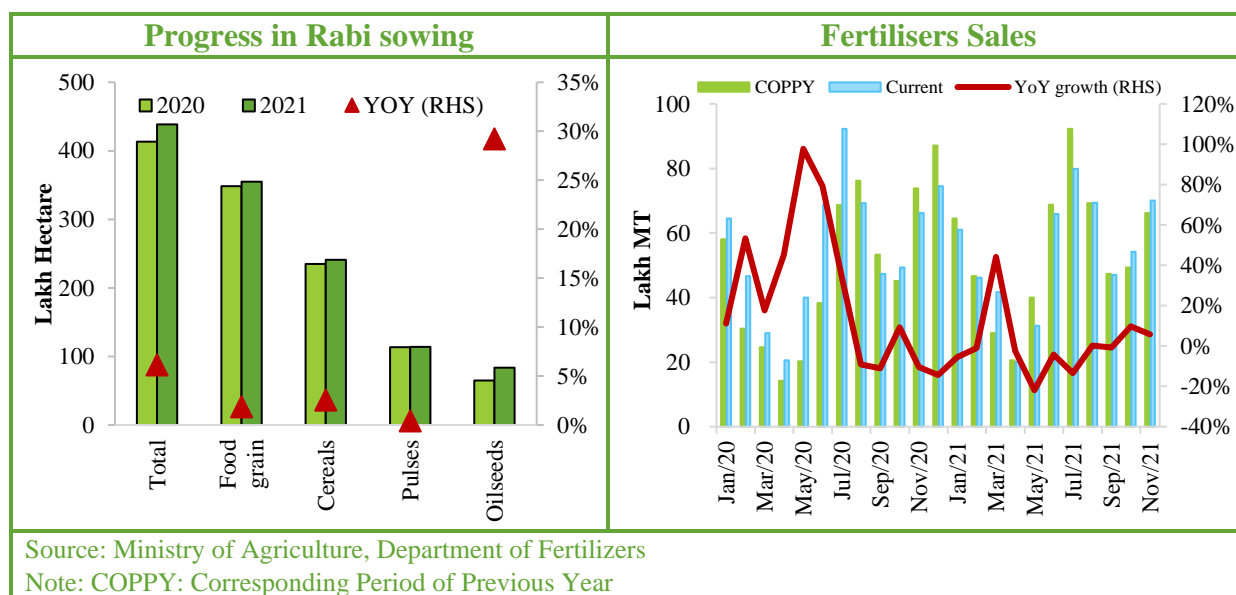 Progress in Rabi sowing
Fertilisers Sales
500
400
300
200
100
0
35%
30%
25%
20%
15%
10%
5%
0%
Lakh Hectare
2020
2021
YOY (RHS)
Total
Food
grain
Cereals
Pulses
Oilseeds
COPPY
Current
YoY growth (RHS)
100
80
60
40
20
0
120%
100%
80%
60%
40%
20%
0%
-20%
-40%
Lakh MT
Jan/20
Mar/20
May/20
Jul/20
Sep/20
Nov/20
Jan/21
Mar/21
May/21
Jul/21
Sep/21
Nov/21
Source: Ministry of Agriculture, Department of Fertilizers
Note: COPPY: Corresponding Period of Previous Year